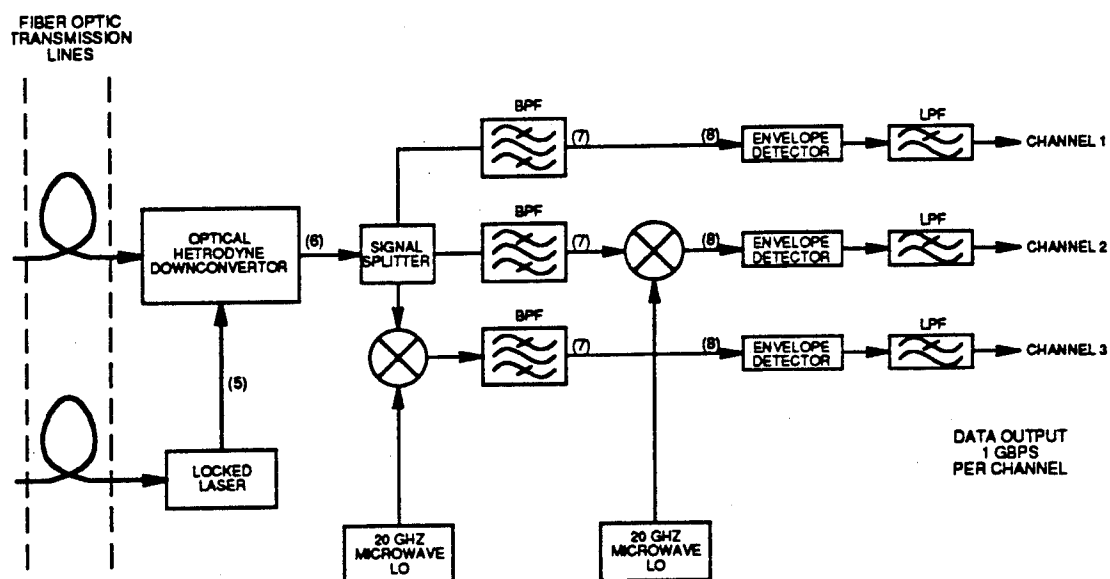 FIBER OPTIC
TRANSMISSION
LINES
BPF
(7)
(8)
ENVELOPE
DETECTOR
LPF
CHANNEL 1
OPTICAL
HETRODYNE
DOWNCONVERTOR
(6)
SIGNAL
SPLITTER
BPF
(7)
(8)
ENVELOPE
DETECTOR
LPF
CHANNEL 2
BPF
(7)
(8)
ENVELOPE
DETECTOR
LPF
CHANNEL 3
(5)
LOCKED
LASER
DATA OUTPUT
1 GBPS
PER CHANNEL
20 GHZ
MICROWAVE
LO
20 GHZ
MICROWAVE
LO